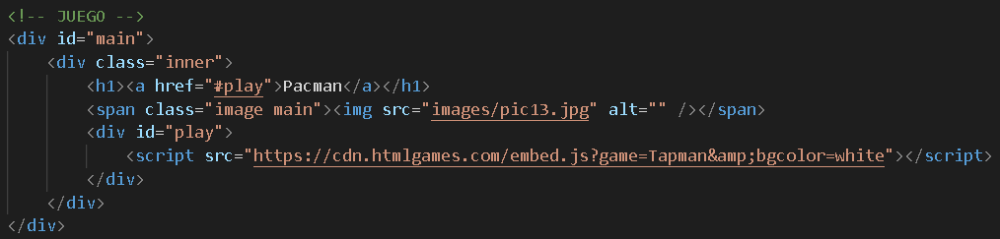 <!-- JUEGO -->
<div id="main">
<div class="inner">
<h1><a href="#play">Pacman</a></h1>
<span class="image main"><img src="images/pic13.jpg" alt="" /></span>
<div id="play">
<script src="https://cdn.htmlgames.com/embed.js?game=Tapman&amp;bgcolor=white"></script>
</div>
</div>
</div>